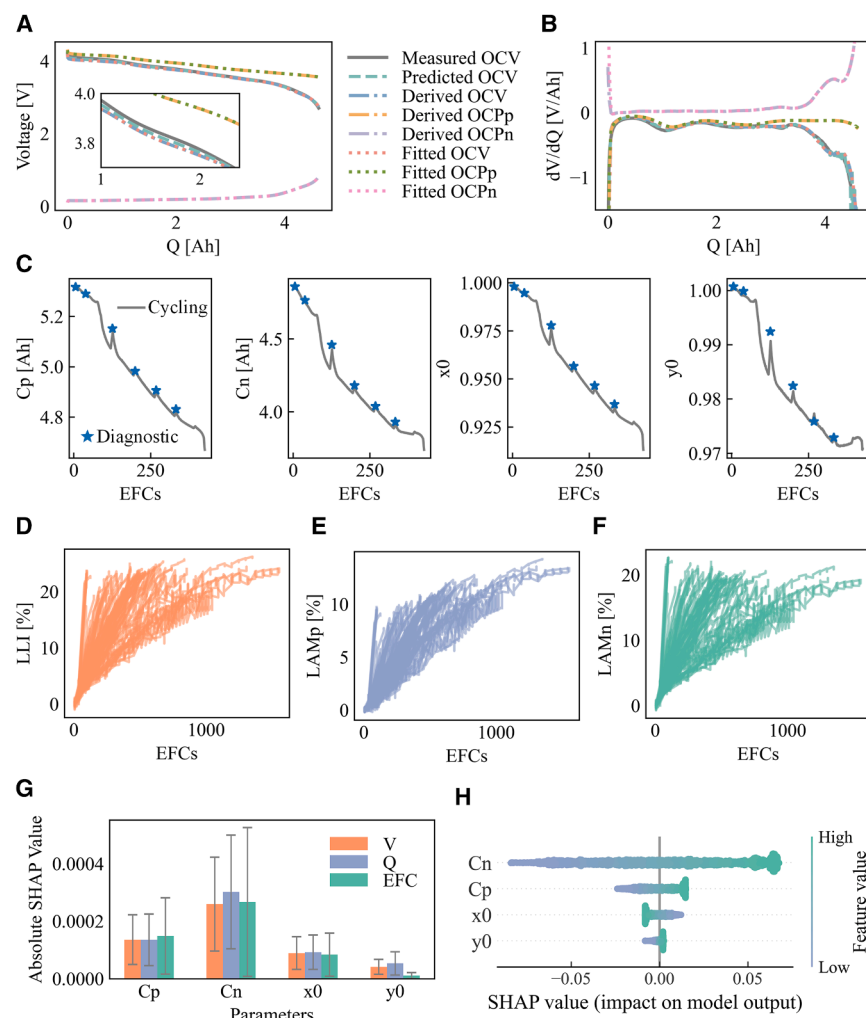 A
4
2
0
Voltage [V]
4.0
3.8
1
2
0
2
4
Q [Ah]
Measured OCV
Predicted OCV
Derived OCV
Derived OCPp
Derived OCPn
Fitted OCV
Fitted OCPp
Fitted OCPn
B
1
0
−1
dV/dQ [V/Ah]
0
2
4
Q [Ah]
C
5.2
5.0
4.8
Cp [Ah]
Cycling
Diagnostic
0
250
EFCs
4.5
4.0
Cn [Ah]
0
250
EFCs
1.000
0.975
0.950
0.925
x0
0
250
EFCs
1.00
0.99
0.98
0.97
y0
0
250
EFCs
D
20
10
0
LLI [%]
0
1000
EFCs
E
10
5
0
LAMp [%]
0
1000
EFCs
F
20
10
0
LAMn [%]
0
1000
EFCs
G
0.0004
0.0002
0.0000
Absolute SHAP Value
V
Q
EFC
Cp
Cn
x0
y0
Parameters
H
Cn
Cp
x0
y0
−0.05
0.00
0.05
SHAP value (impact on model output)
High
Low
Feature value